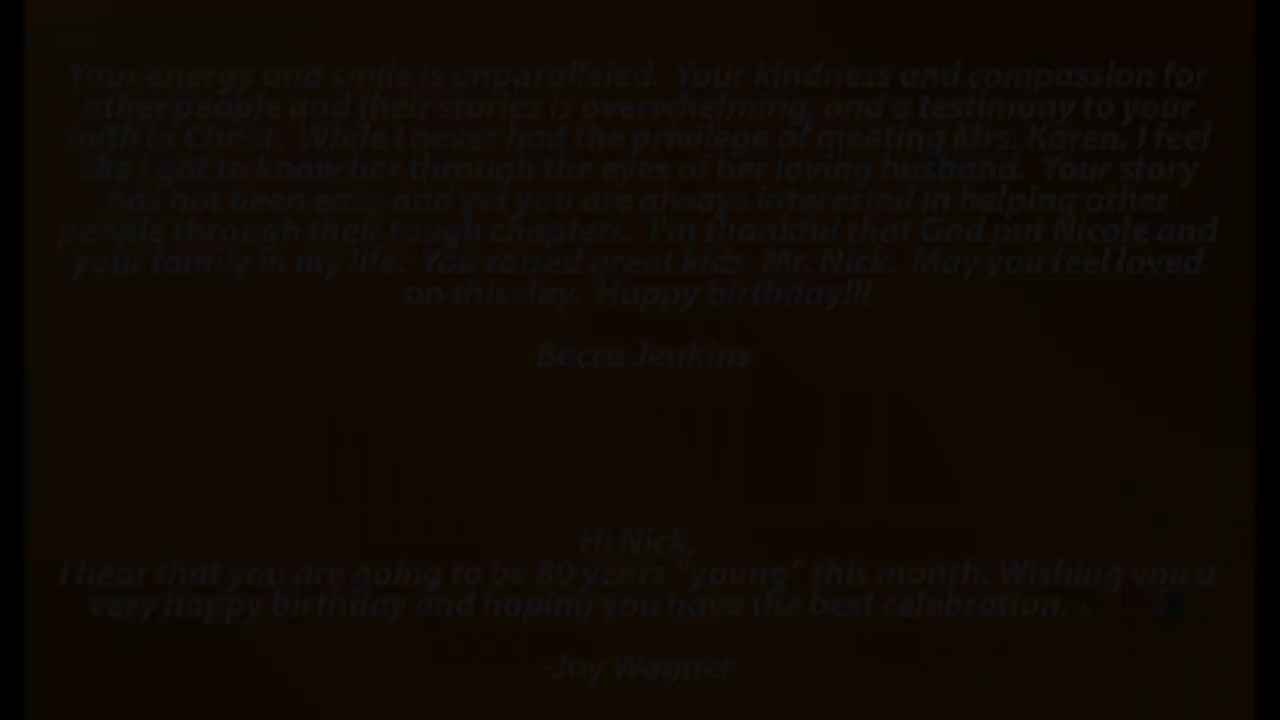 Your energy and smile is unparalleled.  Your kindness and compassion for
other people and their stories is overwhelming, and a testimony to your
faith in Christ.  While I never had the privilege of meeting Mrs. Karen, I feel
like I got to know her through the eyes of her loving husband.  Your story
has not been easy and yet you are always interested in helping other
people through their tough chapters.  I'm thankful that God put Nicole and
your family in my life.  You raised great kids, Mr. Nick.  May you feel loved
on this day.  Happy birthday!!!
Becca Jenkins
Hi Nick,
I hear that you are going to be 80 years "young" this month. Wishing you a
very happy birthday and hoping you have the best celebration.
-Joy Wagner